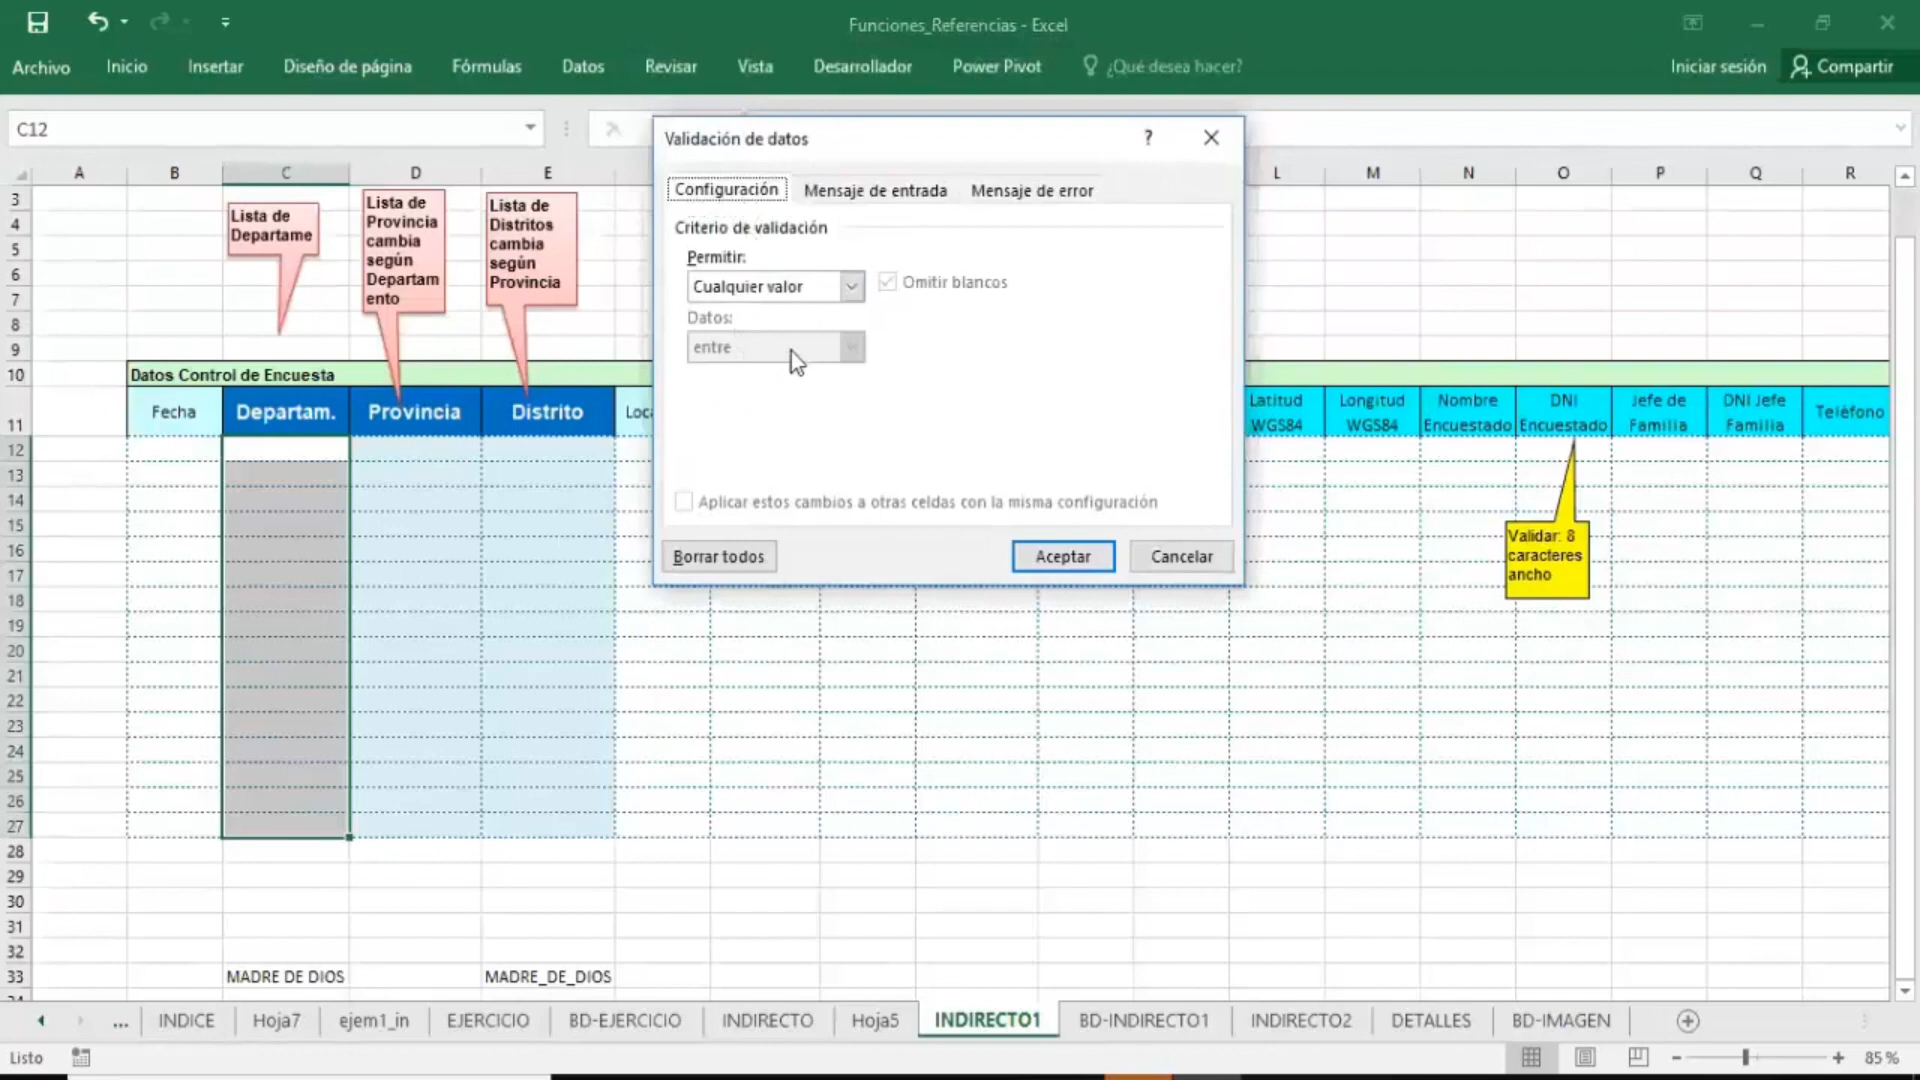 Funciones_Referencias - Excel
Archivo Inicio Insertar Diseño de página Fórmulas Datos Revisar Vista Desarrollador Power Pivot ¿Qué desea hacer? Iniciar sesión Compartir
C12
Validación de datos ?
Configuración Mensaje de entrada Mensaje de error
Criterio de validación
Permitir:
Cualquier valor Omitir blancos
Datos:
entre
Aplicar estos cambios a otras celdas con la misma configuración
Borrar todos Aceptar Cancelar
A B C D E L M N O P Q R
3
4
5
6
7
8
9
10
11
12
13
14
15
16
17
18
19
20
21
22
23
24
25
26
27
28
29
30
31
32
33
Lista de
Departame
Lista de
Provincia
cambia
según
Departam
ento
Lista de
Distritos
cambia
según
Provincia
Datos Control de Encuesta
Fecha Departam. Provincia Distrito Loca
Latitud
WGS84
Longitud
WGS84
Nombre
Encuestado
DNI
Encuestado
Jefe de
Familia
DNI Jefe
Familia
Teléfono
Validar: 8
caracteres
ancho
MADRE DE DIOS MADRE_DE_DIOS
... INDICE Hoja7 ejem1_in EJERCICIO BD-EJERCICIO INDIRECTO Hoja5 INDIRECTO1 BD-INDIRECTO1 INDIRECTO2 DETALLES BD-IMAGEN
Listo 85 %